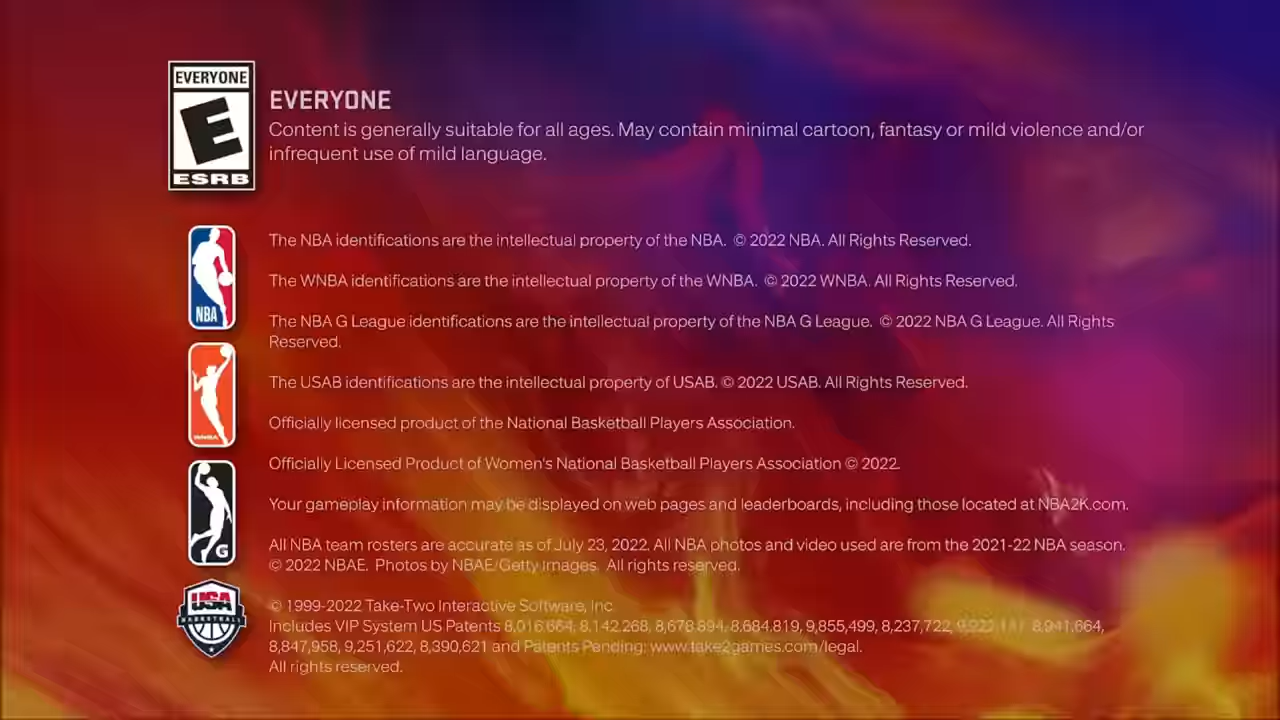 EVERYONE
E
ESRB
EVERYONE
Content is generally suitable for all ages. May contain minimal cartoon, fantasy or mild violence and/or
infrequent use of mild language.
NBA
The NBA identifications are the intellectual property of the NBA. © 2022 NBA. All Rights Reserved.
The WNBA identifications are the intellectual property of the WNBA. © 2022 WNBA. All Rights Reserved.
The NBA G League identifications are the intellectual property of the NBA G League. © 2022 NBA G League. All Rights
Reserved.
WNBA
The USAB identifications are the intellectual property of USAB. © 2022 USAB. All Rights Reserved.
Officially licensed product of the National Basketball Players Association.
Officially Licensed Product of Women's National Basketball Players Association © 2022.
G
Your gameplay information may be displayed on web pages and leaderboards, including those located at NBA2K.com.
All NBA team rosters are accurate as of July 23, 2022. All NBA photos and video used are from the 2021-22 NBA season.
© 2022 NBAE. Photos by NBAE/Getty Images. All rights reserved.
USA
BASKETBALL
© 1999-2022 Take-Two Interactive Software, Inc
Includes VIP System US Patents 8,016,664, 8,142,268, 8,678,894, 8,684,819, 9,855,499, 8,237,722, 8,941,664,
8,847,958, 9,251,622, 8,390,621 and Patents Pending: www.take2games.com/legal.
All rights reserved.